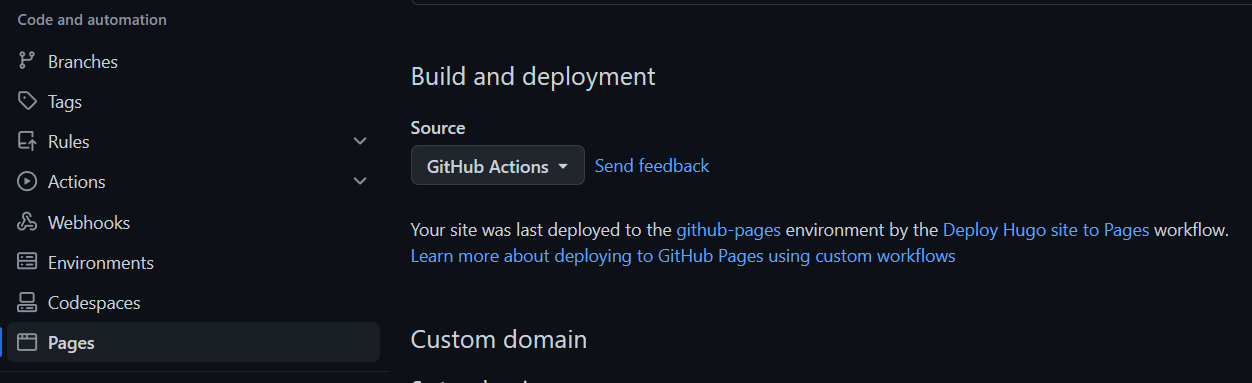 Code and automation
Branches
Tags
Rules
Actions
Webhooks
Environments
Codespaces
Pages
Build and deployment
Source
GitHub Actions
Send feedback
Your site was last deployed to the github-pages environment by the Deploy Hugo site to Pages workflow.
Learn more about deploying to GitHub Pages using custom workflows
Custom domain